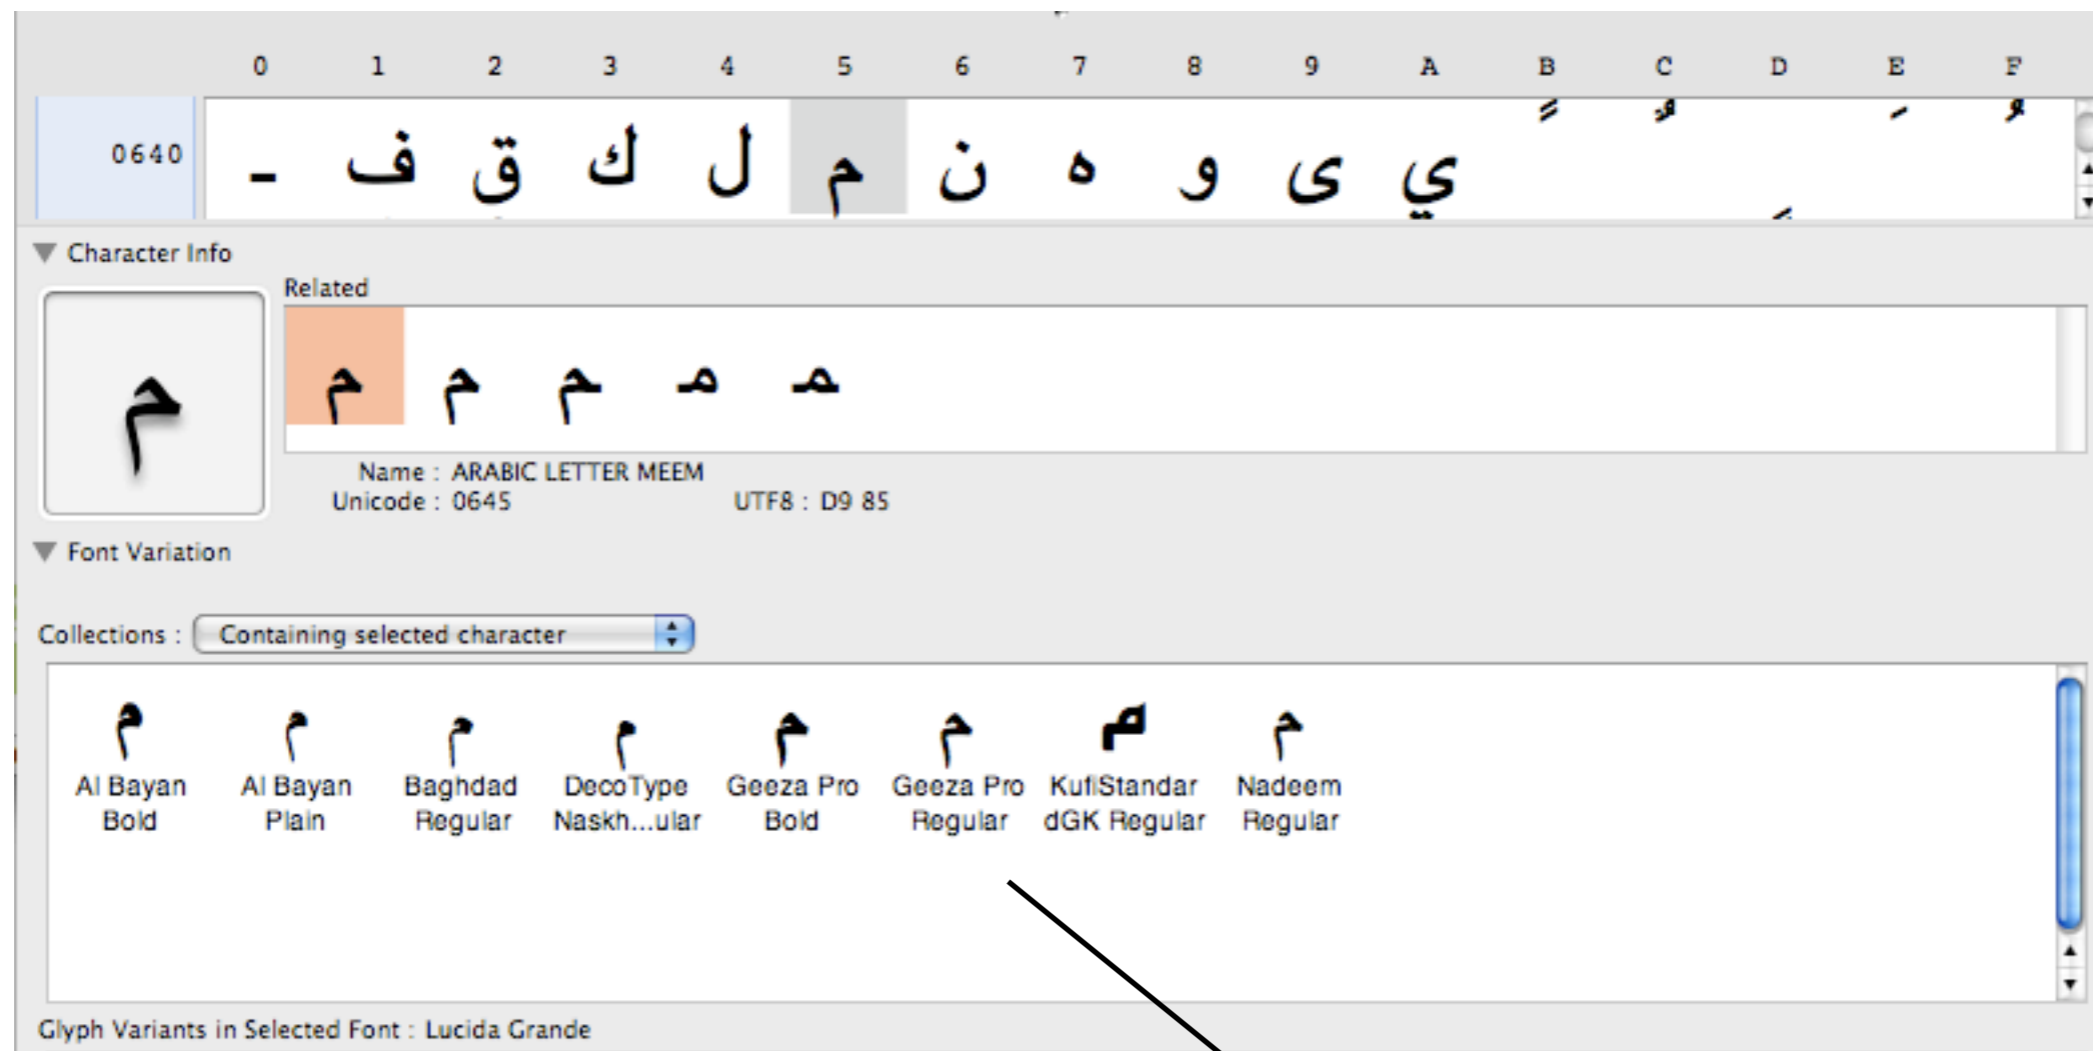 0 1 2 3 4 5 6 7 8 9 A B C D E F
0640 ـ ف ق ك ل م ن ه و ى ي ً ٌ ٍ َ ُ
Character Info
Related
م
م ﻡ ﻢ ﻣ ﻤ
Name : ARABIC LETTER MEEM
Unicode : 0645 UTF8 : D9 85
Font Variation
Collections : Containing selected character
م م م م م م م م
Al Bayan Bold
Al Bayan Plain
Baghdad Regular
DecoType Naskh...ular
Geeza Pro Bold
Geeza Pro Regular
KufiStandardGK Regular
Nadeem Regular
Glyph Variants in Selected Font : Lucida Grande